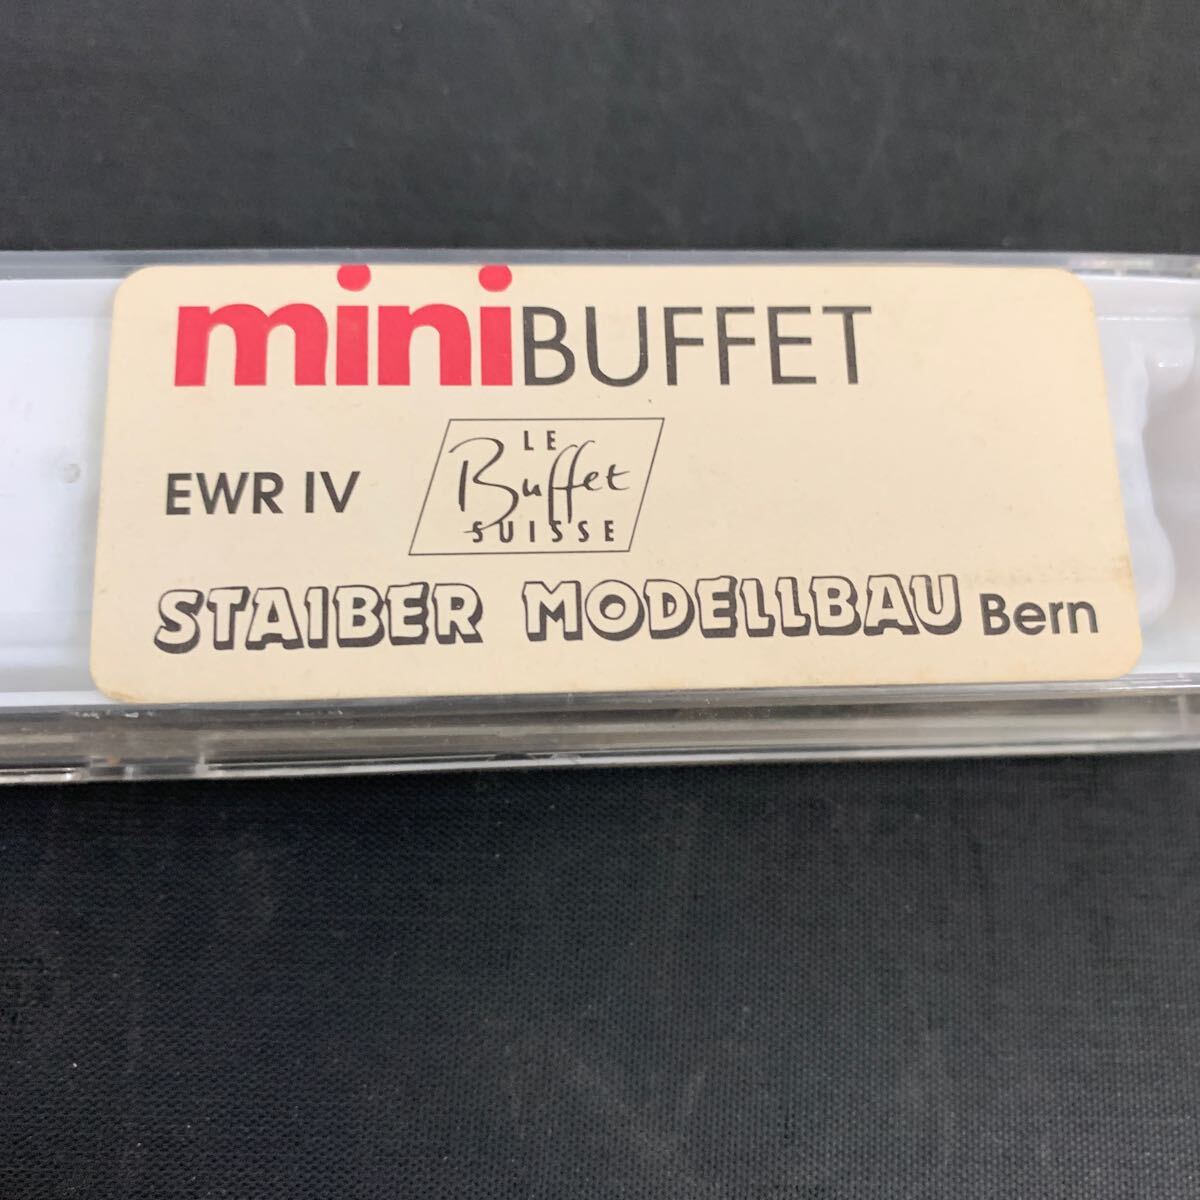 miniBUFFET
EWR IV
LE
Buffet
SUISSE
STAIBER MODELLBAU Bern